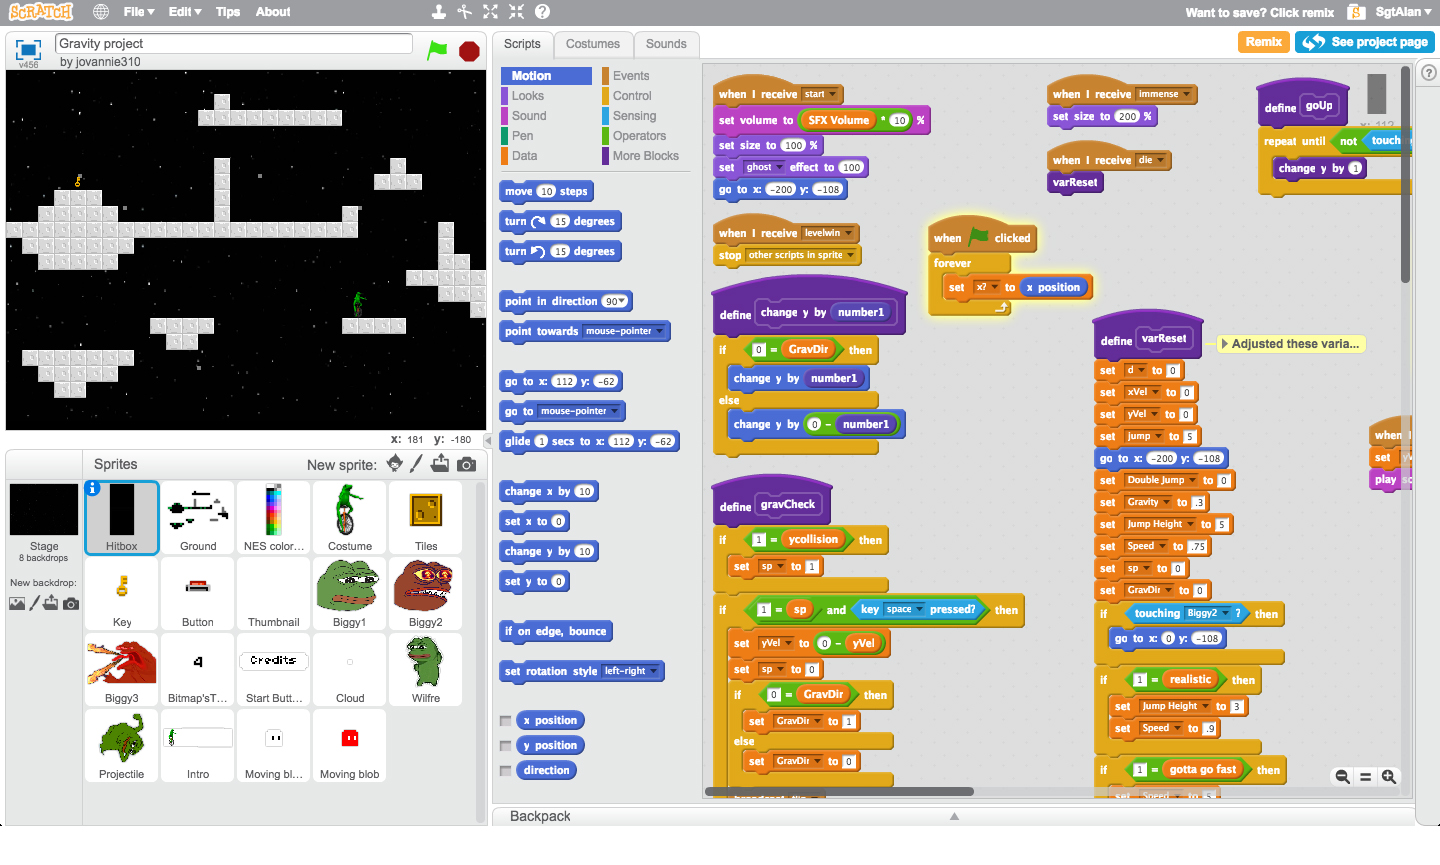 SCRATCH
File
Edit
Tips
About
Want to save? Click remix
SgtAlan
v456
Gravity project
by jovannie310
Scripts
Costumes
Sounds
Remix
See project page
x: 181 y: -180
Sprites
New sprite:
Stage
8 backdrops
New backdrop:
Hitbox
Ground
NES color...
Costume
Tiles
Key
Button
Thumbnail
Biggy1
Biggy2
Biggy3
Bitmap'sT...
Credits
Start Butt...
Cloud
Wilfre
Projectile
Intro
Moving bl...
Moving blob
Motion
Looks
Sound
Pen
Data
Events
Control
Sensing
Operators
More Blocks
move 10 steps
turn 15 degrees
turn 15 degrees
point in direction 90
point towards mouse-pointer
go to x: 112 y: -62
go to mouse-pointer
glide 1 secs to x: 112 y: -62
change x by 10
set x to 0
change y by 10
set y to 0
if on edge, bounce
set rotation style left-right
x position
y position
direction
when I receive start
set volume to SFX Volume * 10 %
set size to 100 %
set ghost effect to 100
go to x: -200 y: -108
when I receive levelwin
stop other scripts in sprite
define change y by number1
if 0 = GravDir then
change y by number1
else
change y by 0 - number1
define gravCheck
if 1 = ycollision then
set sp to 1
if 1 = sp and key space pressed? then
set yVel to 0 - yVel
set sp to 0
if 0 = GravDir then
set GravDir to 1
else
set GravDir to 0
when clicked
forever
set x? to x position
when I receive immense
set size to 200 %
when I receive die
varReset
define varReset
Adjusted these varia...
set d to 0
set xVel to 0
set yVel to 0
set jump to 5
go to x: -200 y: -108
set Double Jump to 0
set Gravity to .3
set Jump Height to 5
set Speed to .75
set sp to 0
set GravDir to 0
if touching Biggy2 ? then
go to x: 0 y: -108
if 1 = realistic then
set Jump Height to 3
set Speed to .9
if 1 = gotta go fast then
set Speed to
define goUp
x: 112
repeat until not touch
change y by 1
when I
set
play
Backpack